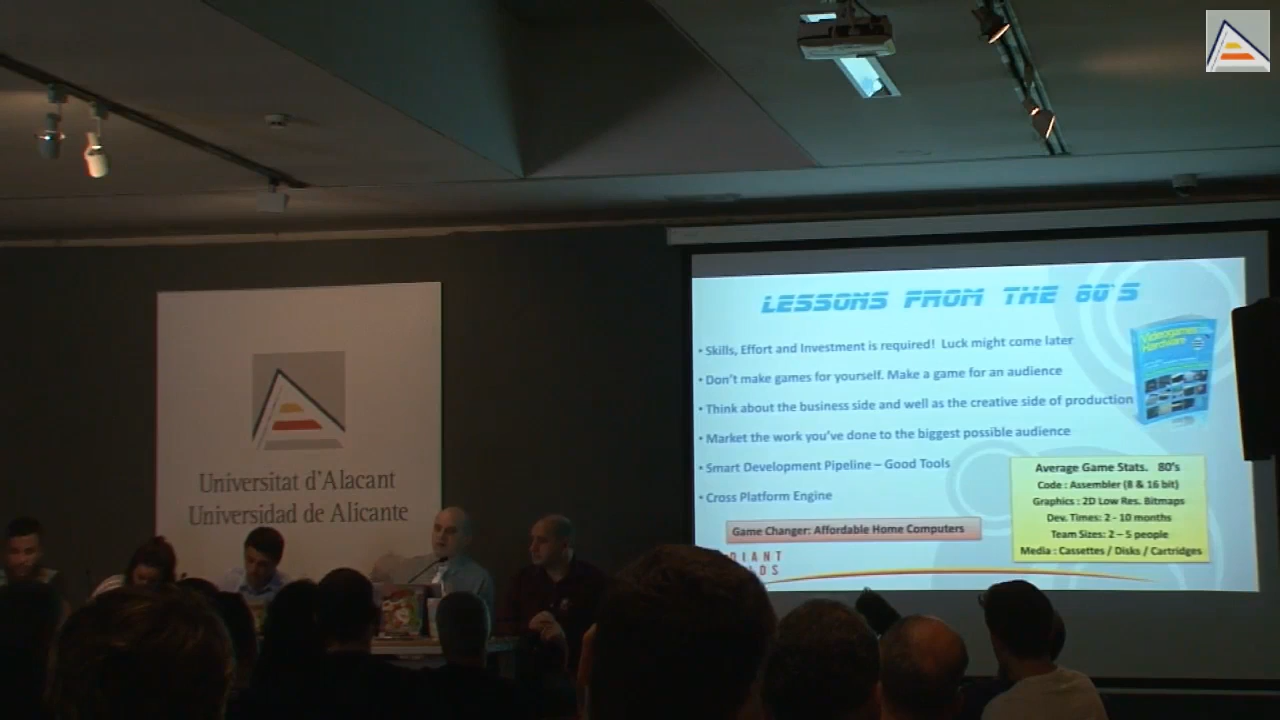 LESSONS FROM THE 80'S
• Skills, Effort and Investment is required! Luck might come later
• Don't make games for yourself. Make a game for an audience
• Think about the business side and well as the creative side of production
• Market the work you've done to the biggest possible audience
• Smart Development Pipeline – Good Tools
• Cross Platform Engine
Game Changer: Affordable Home Computers
Videogames
Hardware
Average Game Stats. 80's
Code : Assembler (8 & 16 bit)
Graphics : 2D Low Res. Bitmaps
Dev. Times: 2 - 10 months
Team Sizes: 2 – 5 people
Media : Cassettes / Disks / Cartridges
Universitat d'Alacant
Universidad de Alicante